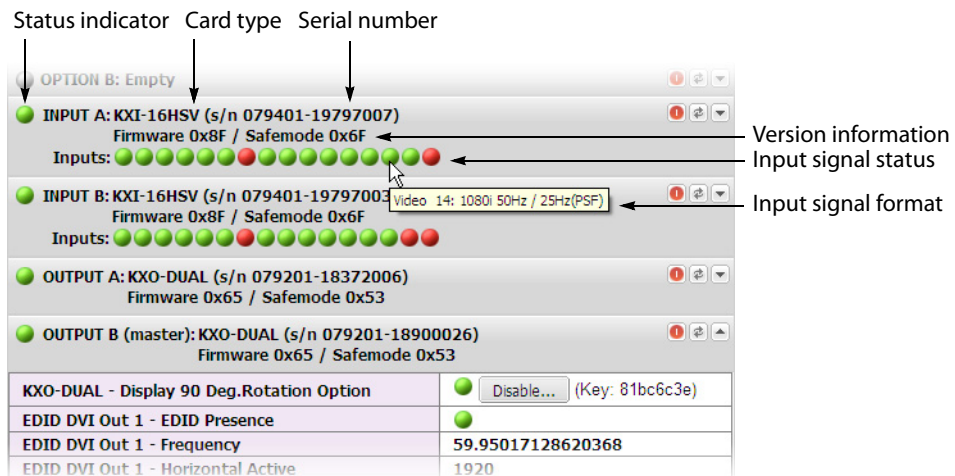 Status indicator Card type Serial number
OPTION B: Empty
INPUT A: KXI-16HSV (s/n 079401-19797007)
Firmware 0x8F / Safemode 0x6F
Version information
Inputs:
Input signal status
INPUT B: KXI-16HSV (s/n 079401-19797003
Video 14: 1080i 50Hz / 25Hz(PSF)
Input signal format
Firmware 0x8F / Safemode 0x6F
Inputs:
OUTPUT A: KXO-DUAL (s/n 079201-18372006)
Firmware 0x65 / Safemode 0x53
OUTPUT B (master): KXO-DUAL (s/n 079201-18900026)
Firmware 0x65 / Safemode 0x53
KXO-DUAL - Display 90 Deg.Rotation Option Disable... (Key: 81bc6c3e)
EDID DVI Out 1 - EDID Presence
EDID DVI Out 1 - Frequency 59.95017128620368
EDID DVI Out 1 - Horizontal Active 1920